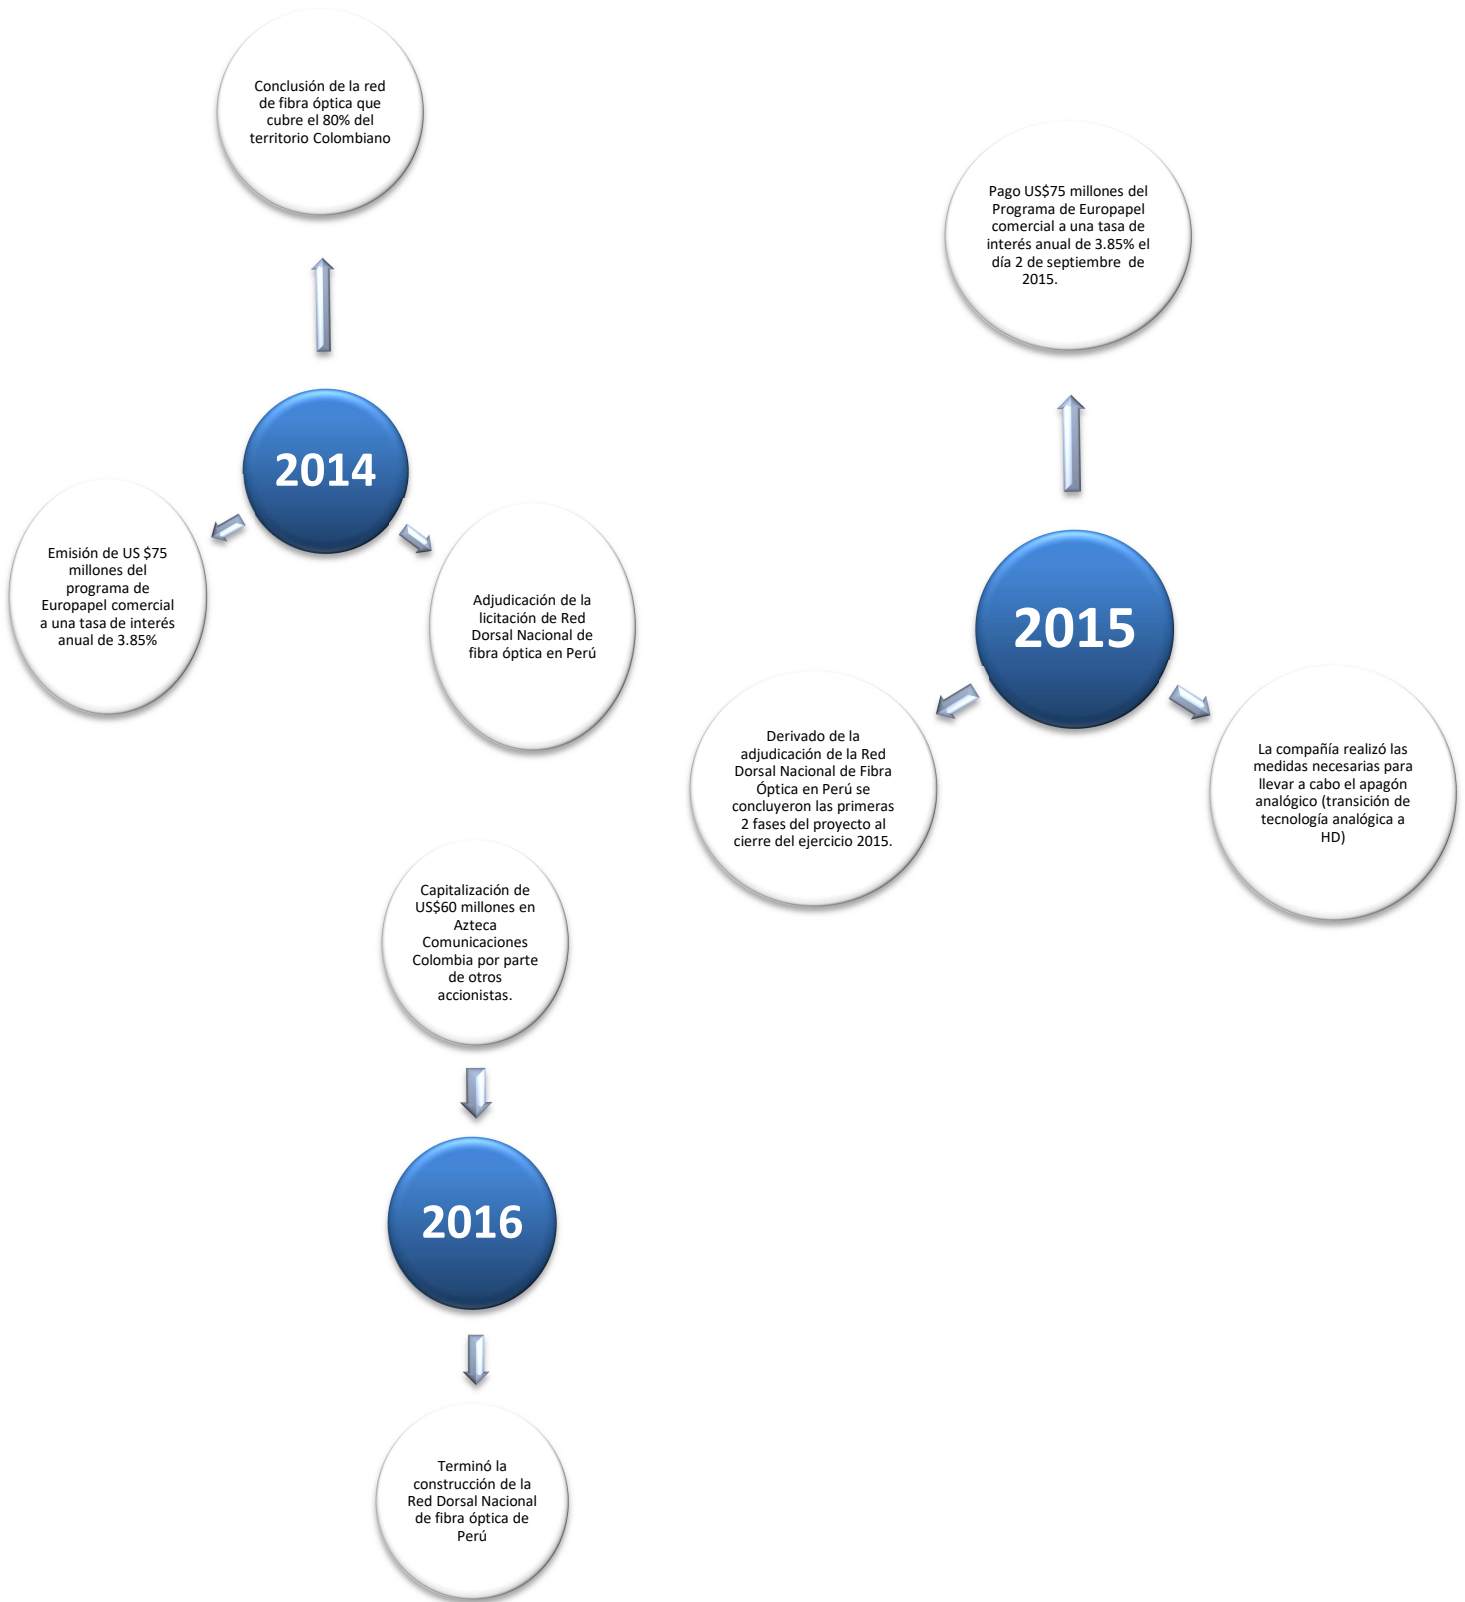 Conclusión de la red
de fibra óptica que
cubre el 80% del
territorio Colombiano
2014
Emisión de US $75
millones del
programa de
Europapel comercial
a una tasa de interés
anual de 3.85%
Adjudicación de la
licitación de Red
Dorsal Nacional de
fibra óptica en Perú
Pago US$75 millones del
Programa de Europapel
comercial a una tasa de
interés anual de 3.85% el
día 2 de septiembre de
2015.
2015
Derivado de la
adjudicación de la Red
Dorsal Nacional de Fibra
Óptica en Perú se
concluyeron las primeras
2 fases del proyecto al
cierre del ejercicio 2015.
La compañía realizó las
medidas necesarias para
llevar a cabo el apagón
analógico (transición de
tecnología analógica a
HD)
Capitalización de
US$60 millones en
Azteca
Comunicaciones
Colombia por parte
de otros
accionistas.
2016
Terminó la
construcción de la
Red Dorsal Nacional
de fibra óptica de
Perú